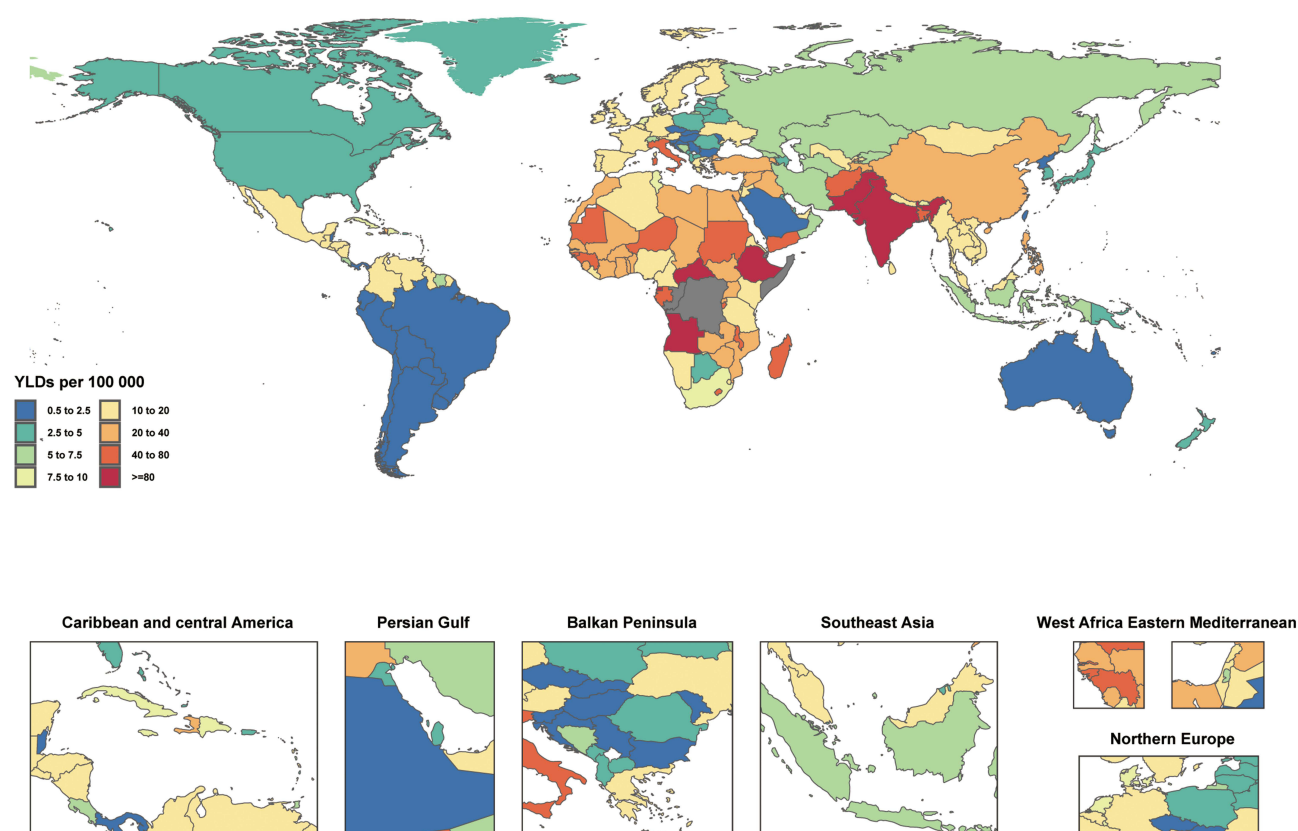 YLDs per 100 000
0.5 to 2.5
10 to 20
2.5 to 5
20 to 40
5 to 7.5
40 to 80
7.5 to 10
>=80
Caribbean and central America
Persian Gulf
Balkan Peninsula
Southeast Asia
West Africa Eastern Mediterranean
Northern Europe